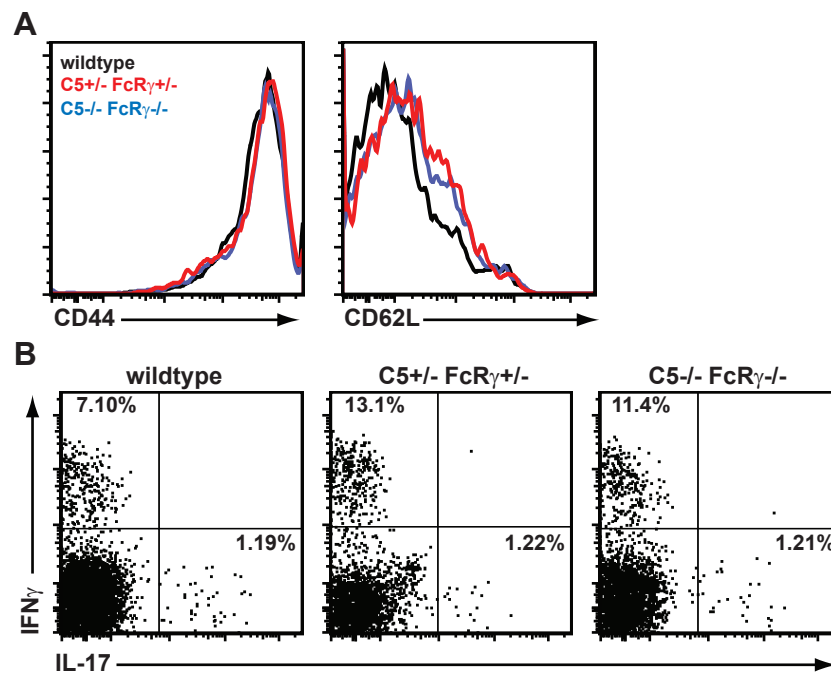 A
wildtype
C5+/- FcRγ+/-
C5-/- FcRγ-/-
CD44
CD62L
B
wildtype
C5+/- FcRγ+/-
C5-/- FcRγ-/-
7.10%
13.1%
11.4%
1.19%
1.22%
1.21%
IFNγ
IL-17